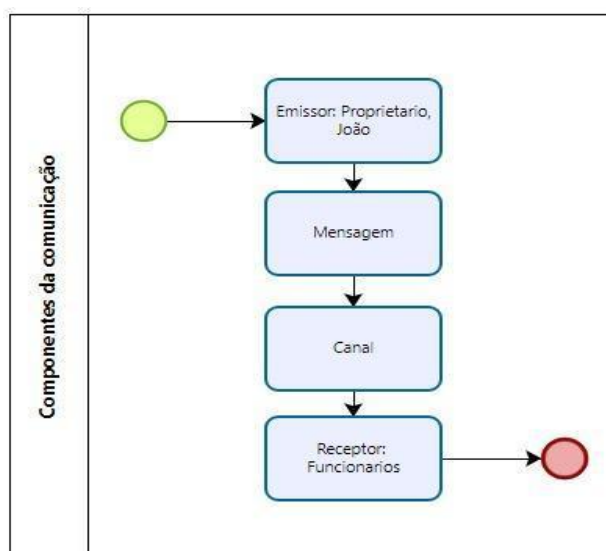 Componentes da comunicação
Emissor: Proprietario,
João
Mensagem
Canal
Receptor:
Funcionarios